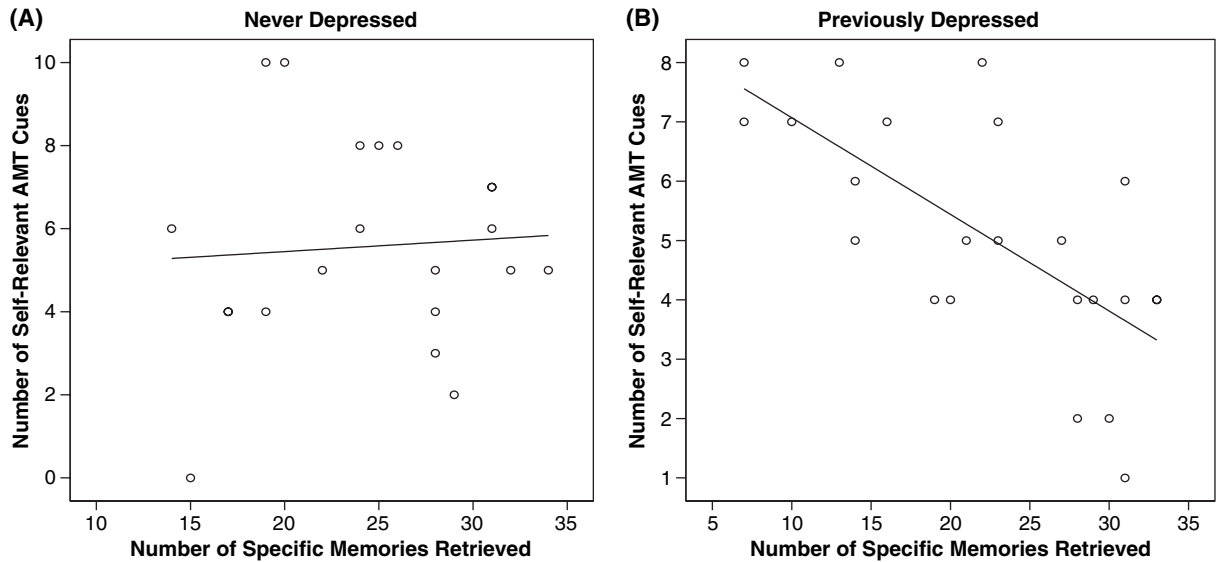 (A)
Never Depressed
Number of Self-Relevant AMT Cues
10
8
6
4
2
0
10 15 20 25 30 35
Number of Specific Memories Retrieved
(B)
Previously Depressed
Number of Self-Relevant AMT Cues
8
7
6
5
4
3
2
1
5 10 15 20 25 30 35
Number of Specific Memories Retrieved